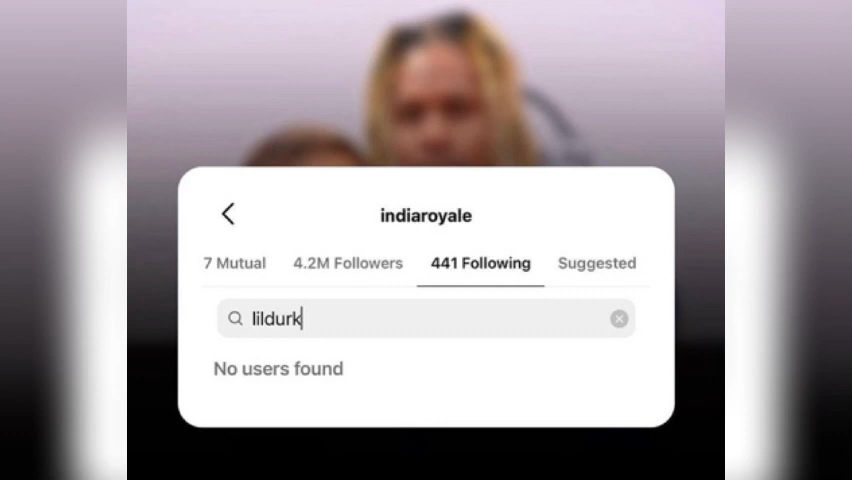 indiaroyale
7 Mutual 4.2M Followers 441 Following Suggested
lildurk
No users found